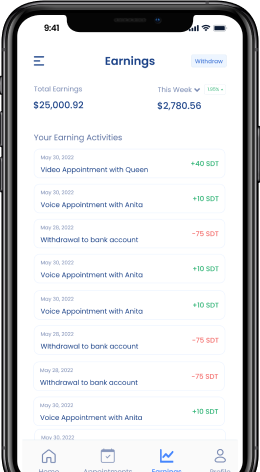 9:41
Earnings
Withdraw
Total Earnings
This Week
$25,000.92
$2,780.56
Your Earning Activities
May 30, 2022
Video Appointment with Queen
+40 SDT
May 30, 2022
Voice Appointment with Anita
+10 SDT
May 28, 2022
Withdrawal to bank account
-75 SDT
May 30, 2022
Voice Appointment with Anita
+10 SDT
May 30, 2022
Voice Appointment with Anita
+10 SDT
May 28, 2022
Withdrawal to bank account
-75 SDT
May 28, 2022
Withdrawal to bank account
-75 SDT
May 30, 2022
Voice Appointment with Anita
+10 SDT
May 30, 2022
Home
Appointments
Earnings
Profile